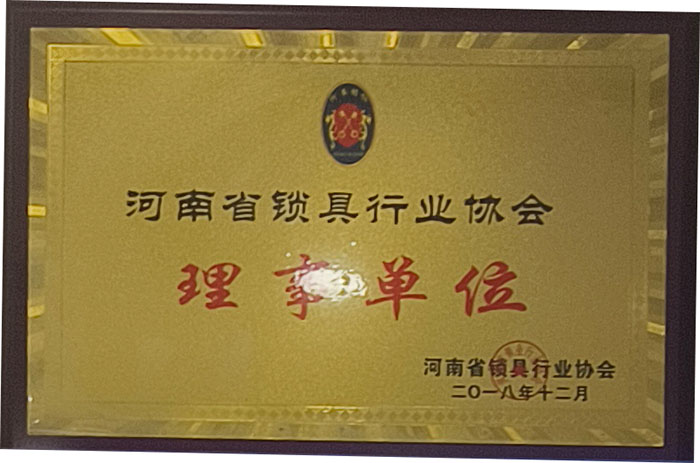 河南省锁具行业协会
理事单位
河南省锁具行业协会
二〇一八年十二月